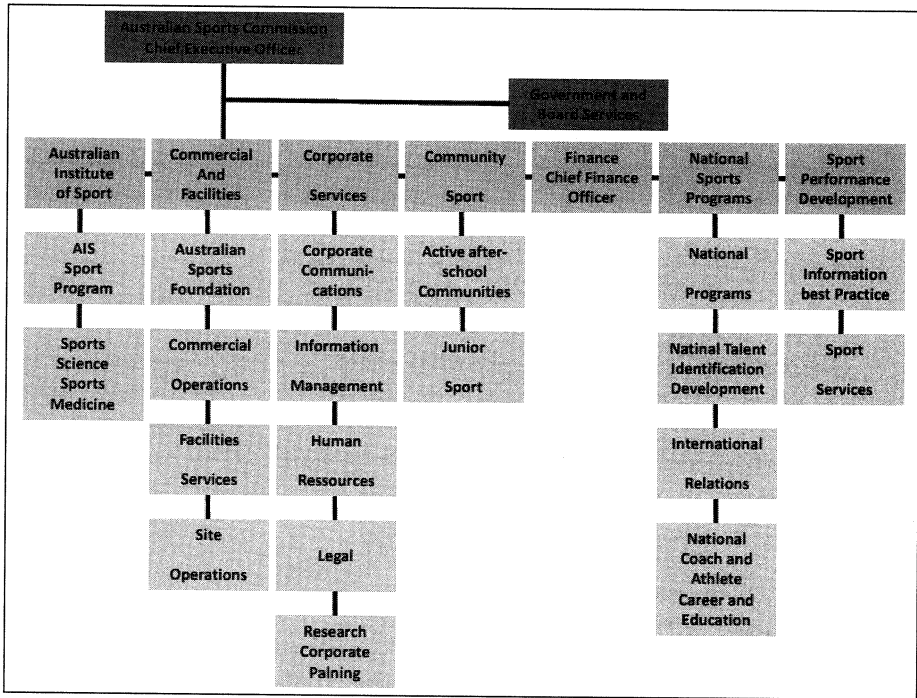 Australian Sports Commission
Chief Executive Officer
Government and
Board Services
Australian
Institute
of Sport
Commercial
And
Facilities
Corporate
Services
Community
Sport
Finance
Chief Finance
Officer
National
Sports
Programs
Sport
Performance
Development
AIS
Sport
Program
Australian
Sports
Foundation
Corporate
Communi-
cations
Active after-
school
Communities
National
Programs
Sport
Information
best Practice
Sports
Science
Sports
Medicine
Commercial
Operations
Information
Management
Junior
Sport
Natinal Talent
Identification
Development
Sport
Services
Facilities
Services
Human
Ressources
International
Relations
Site
Operations
Legal
National
Coach and
Athlete
Career and
Education
Research
Corporate
Palning